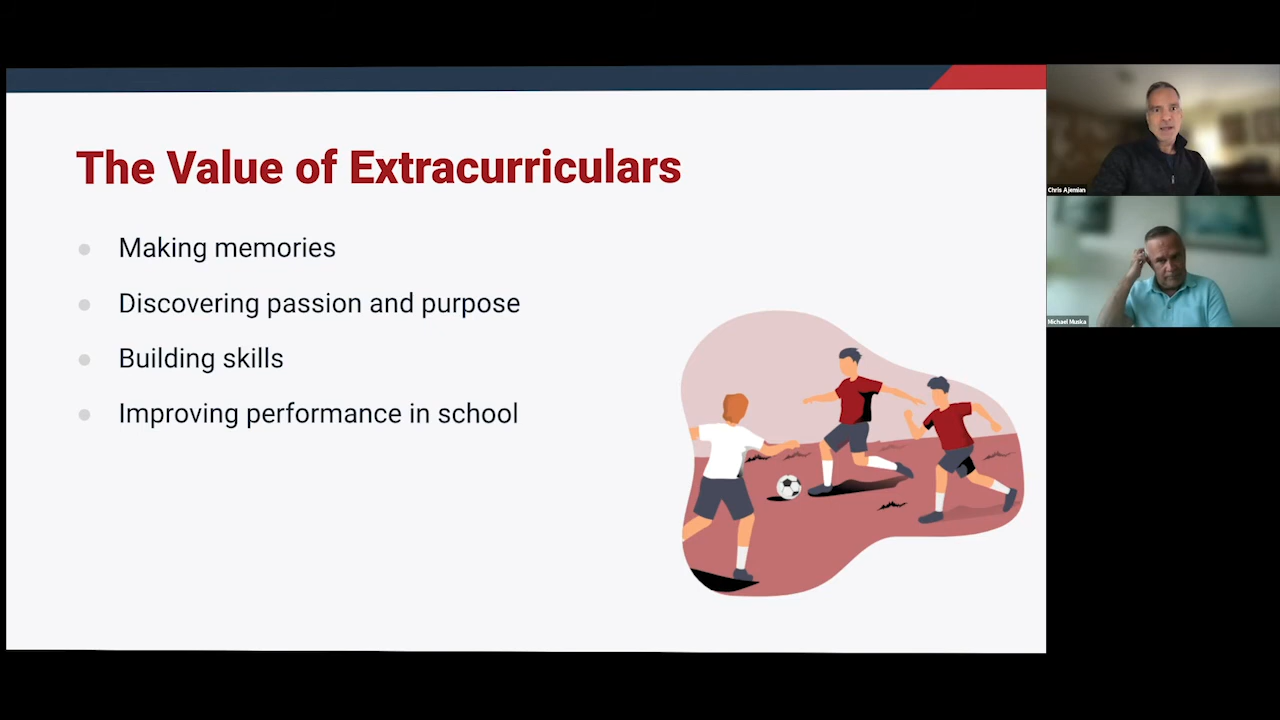 The Value of Extracurriculars
Making memories
Discovering passion and purpose
Building skills
Improving performance in school
Chris Ajemian
Michael Muska